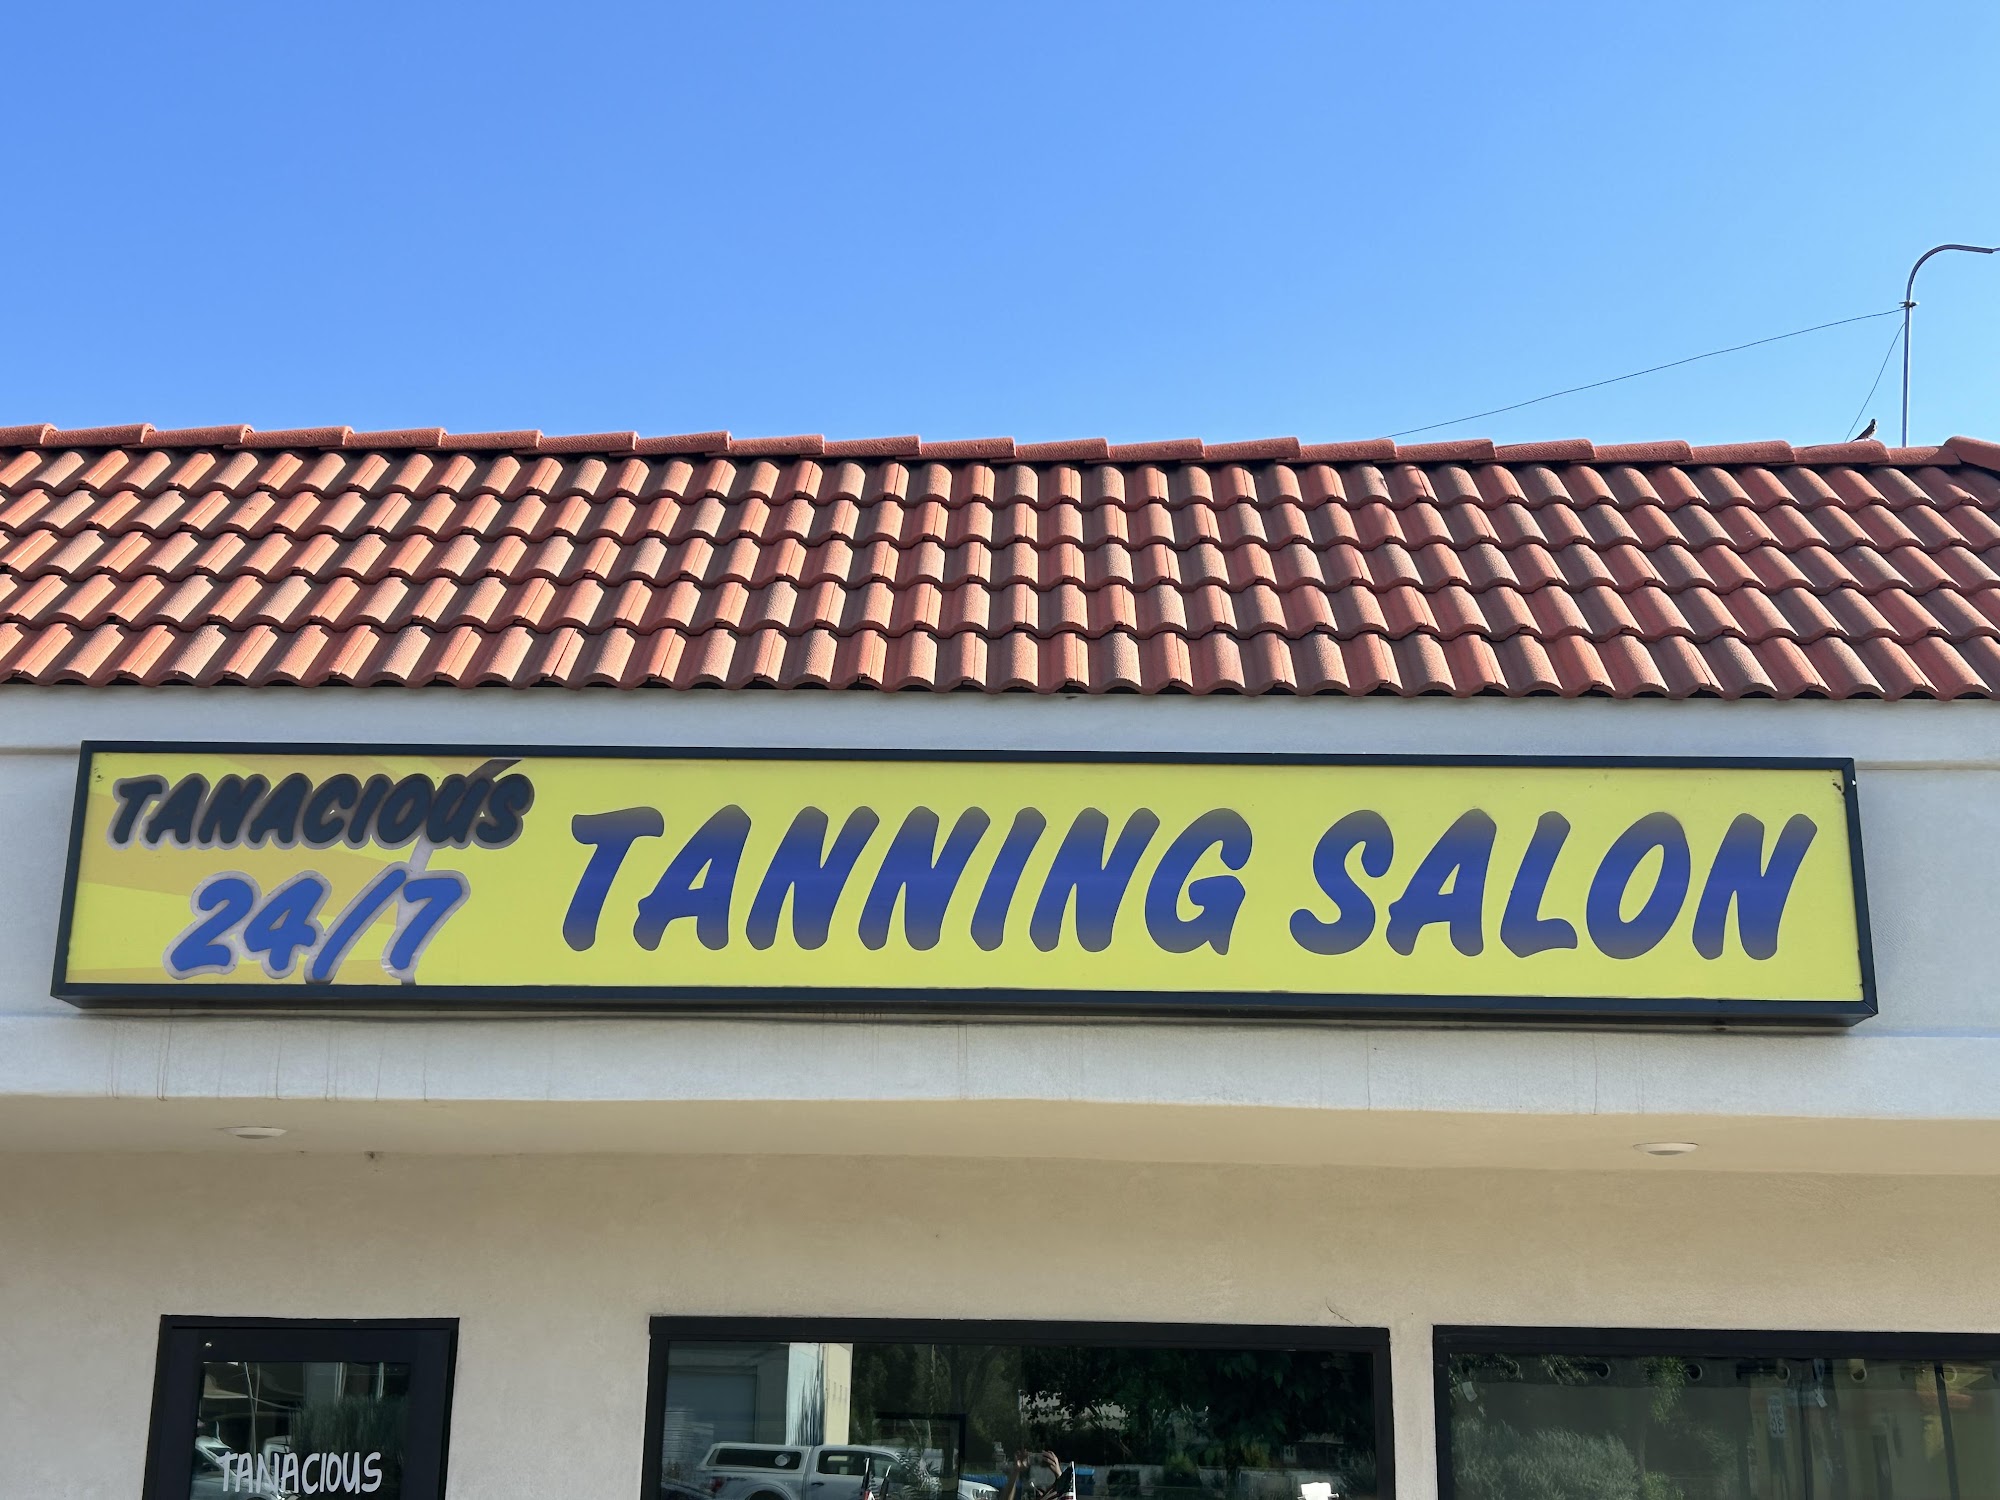 TANACIOUS
24/7
TANNING SALON
TANACIOUS